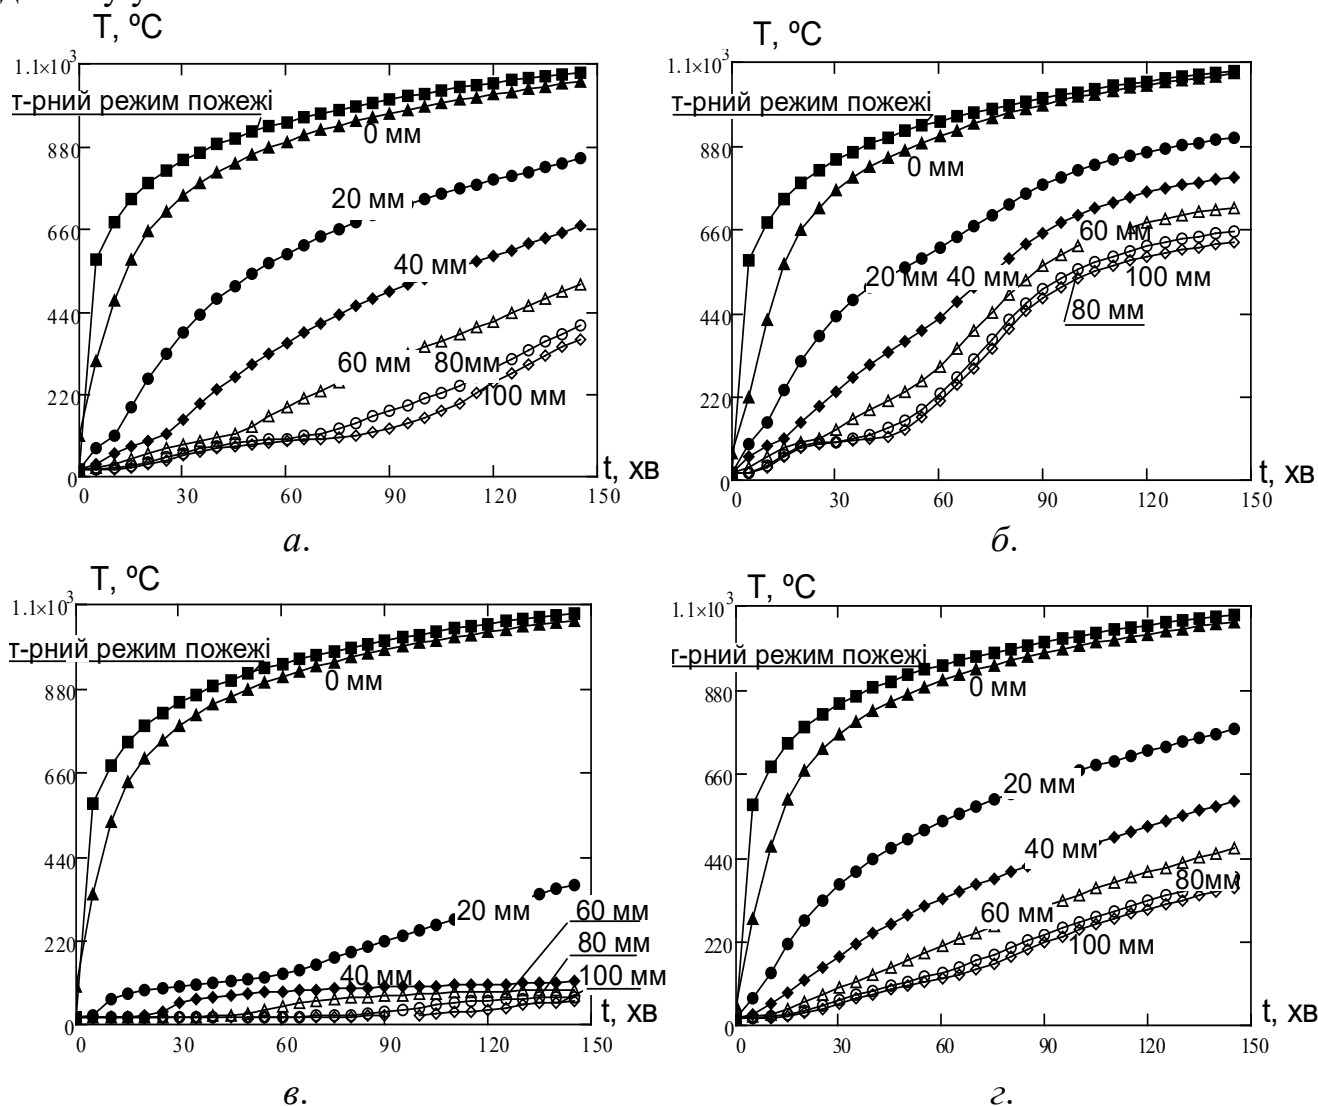 T, ºC
1.1×10³
т-рний режим пожежі
0 мм
880
20 мм
660
40 мм
440
60 мм 80мм
100 мм
220
0
t, хв
0 30 60 90 120 150
а.
T, ºC
1.1×10³
т-рний режим пожежі
880
0 мм
660
60 мм
20 мм 40 мм 100 мм
440
80 мм
220
0
t, хв
0 30 60 90 120 150
б.
T, ºC
1.1×10³
т-рний режим пожежі
0 мм
880
660
440
20 мм 60 мм
220
80 мм
40 мм 100 мм
0
t, хв
0 30 60 90 120 150
в.
T, ºC
1.1×10³
т-рний режим пожежі
0 мм
880
660
20 мм
440
40 мм
80мм
60 мм
220
100 мм
0
t, хв
0 30 60 90 120 150
г.